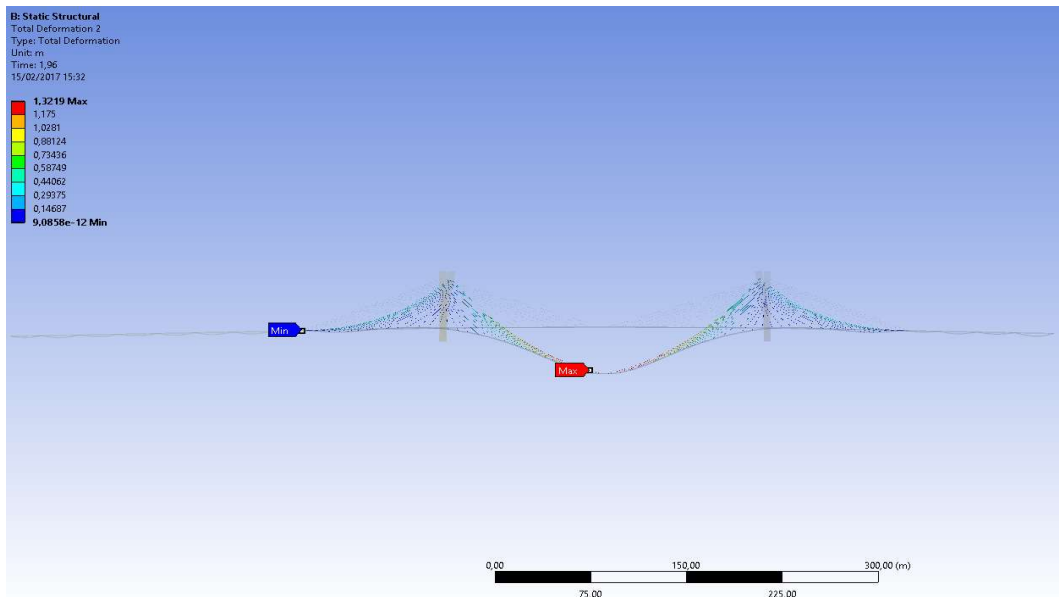 B: Static Structural
Total Deformation 2
Type: Total Deformation
Unit: m
Time: 1,96
15/02/2017 15:32
1,3219 Max
1,175
1,0281
0,88124
0,73436
0,58749
0,44062
0,29375
0,14687
9,0858e-12 Min
Min
Max
0,00 150,00 300,00 (m)
75,00 225,00